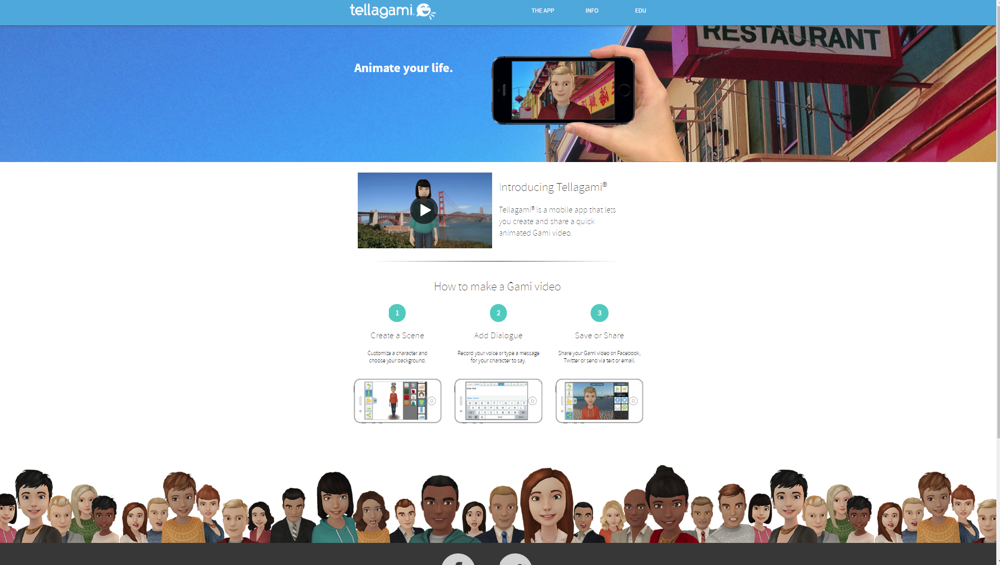 tellagami.
THE APP
INFO
EDU
RESTAURANT
Animate your life.
Introducing Tellagami®
Tellagami® is a mobile app that lets
you create and share a quick
animated Gami video.
How to make a Gami video
1
2
3
Create a Scene
Add Dialogue
Save or Share
Customize a character and
choose your background.
Record your voice or type a message
for your character to say.
Share your Gami video on Facebook,
Twitter or send via text or email.
Enter Text
Q W E R T Y U I O P
A S D F G H J K L
Z X C V B N M